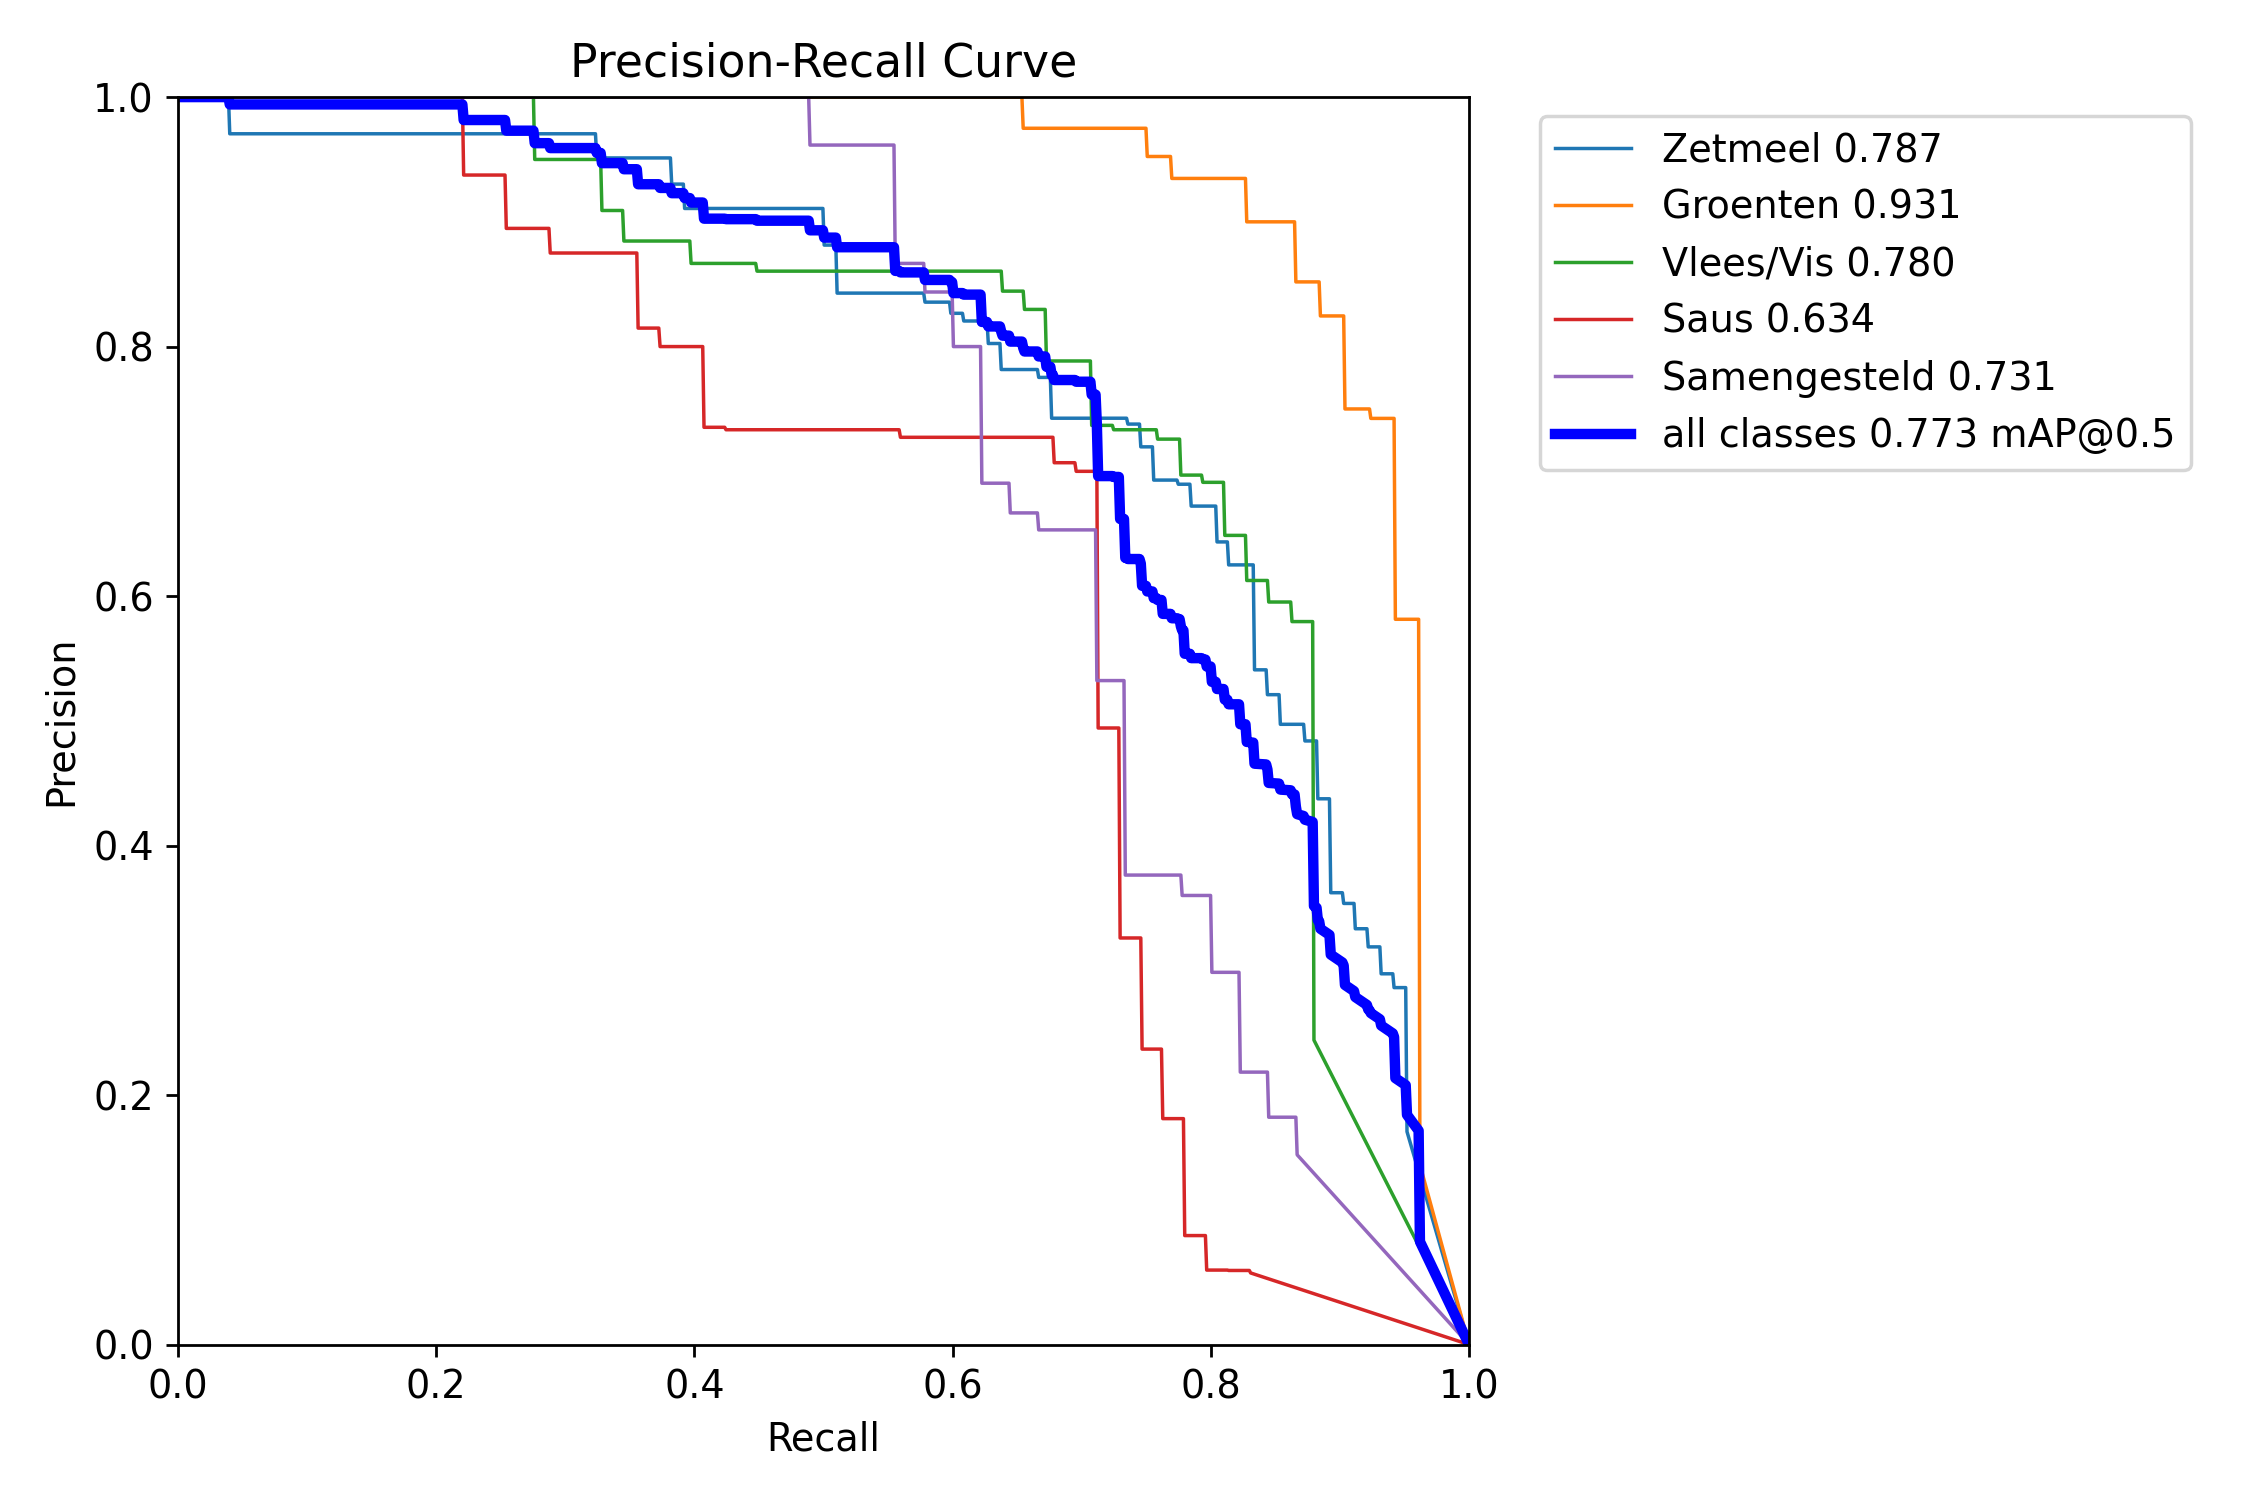 Precision-Recall Curve
1.0
0.8
0.6
0.4
0.2
0.0
Precision
0.0 0.2 0.4 0.6 0.8 1.0
Recall
Zetmeel 0.787
Groenten 0.931
Vlees/Vis 0.780
Saus 0.634
Samengesteld 0.731
all classes 0.773 mAP@0.5